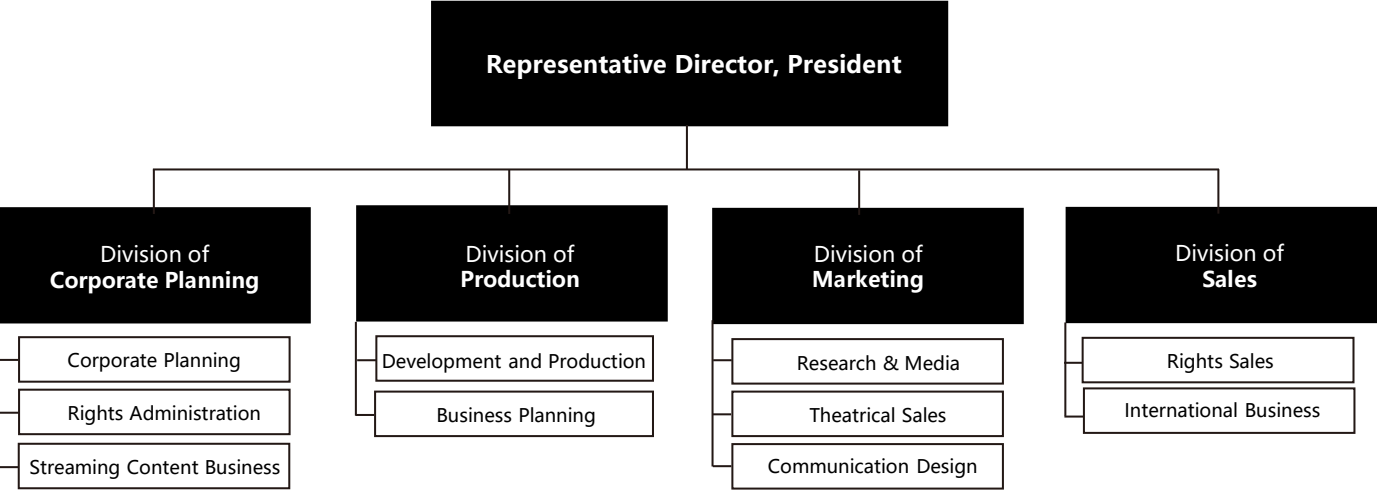 Representative Director, President
Division of
Corporate Planning
Corporate Planning
Rights Administration
Streaming Content Business
Division of
Production
Development and Production
Business Planning
Division of
Marketing
Research & Media
Theatrical Sales
Communication Design
Division of
Sales
Rights Sales
International Business